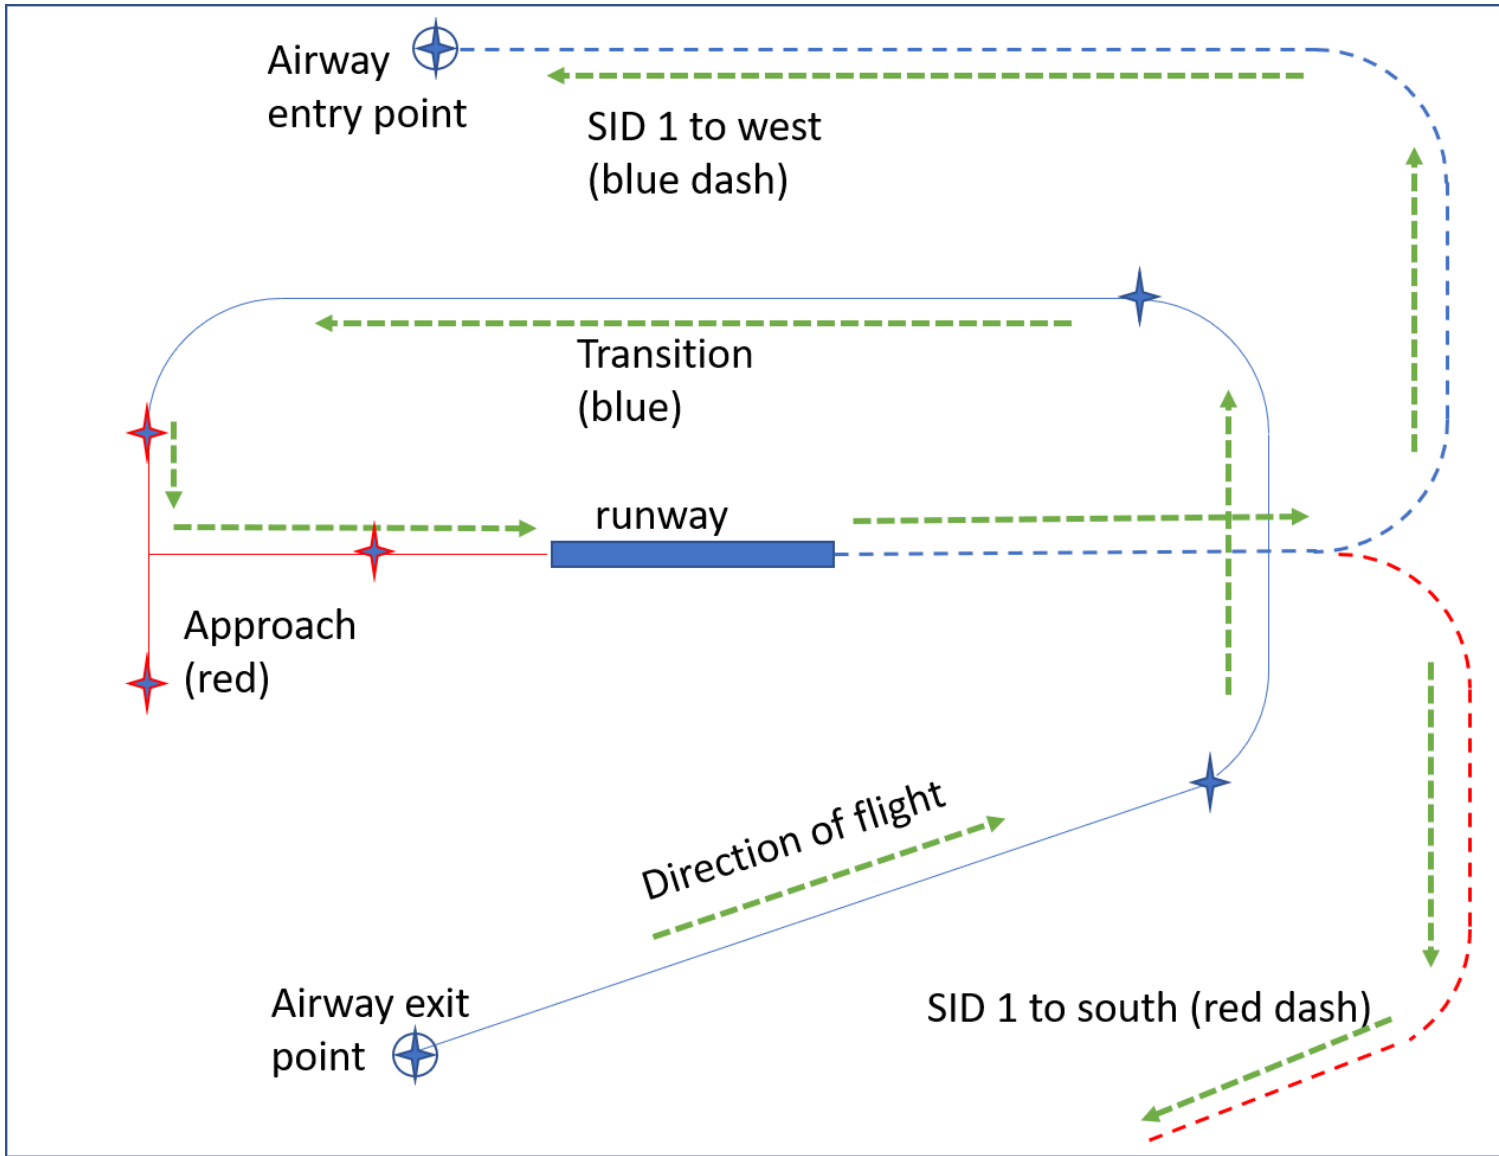 Airway
entry point
SID 1 to west
(blue dash)
Transition
(blue)
runway
Approach
(red)
Direction of flight
Airway exit
point
SID 1 to south (red dash)